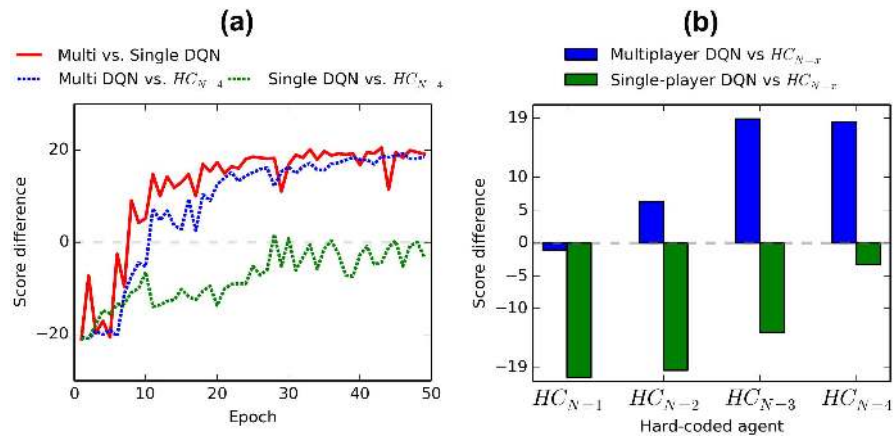 (a)
Multi vs. Single DQN
Multi DQN vs. HC_{N-4} Single DQN vs. HC_{N-4}
Score difference
20
0
−20
0 10 20 30 40 50
Epoch
(b)
Multiplayer DQN vs HC_{N-x}
Single-player DQN vs HC_{N-x}
Score difference
19
10
5
0
−5
−10
−19
HC_{N-1} HC_{N-2} HC_{N-3} HC_{N-4}
Hard-coded agent